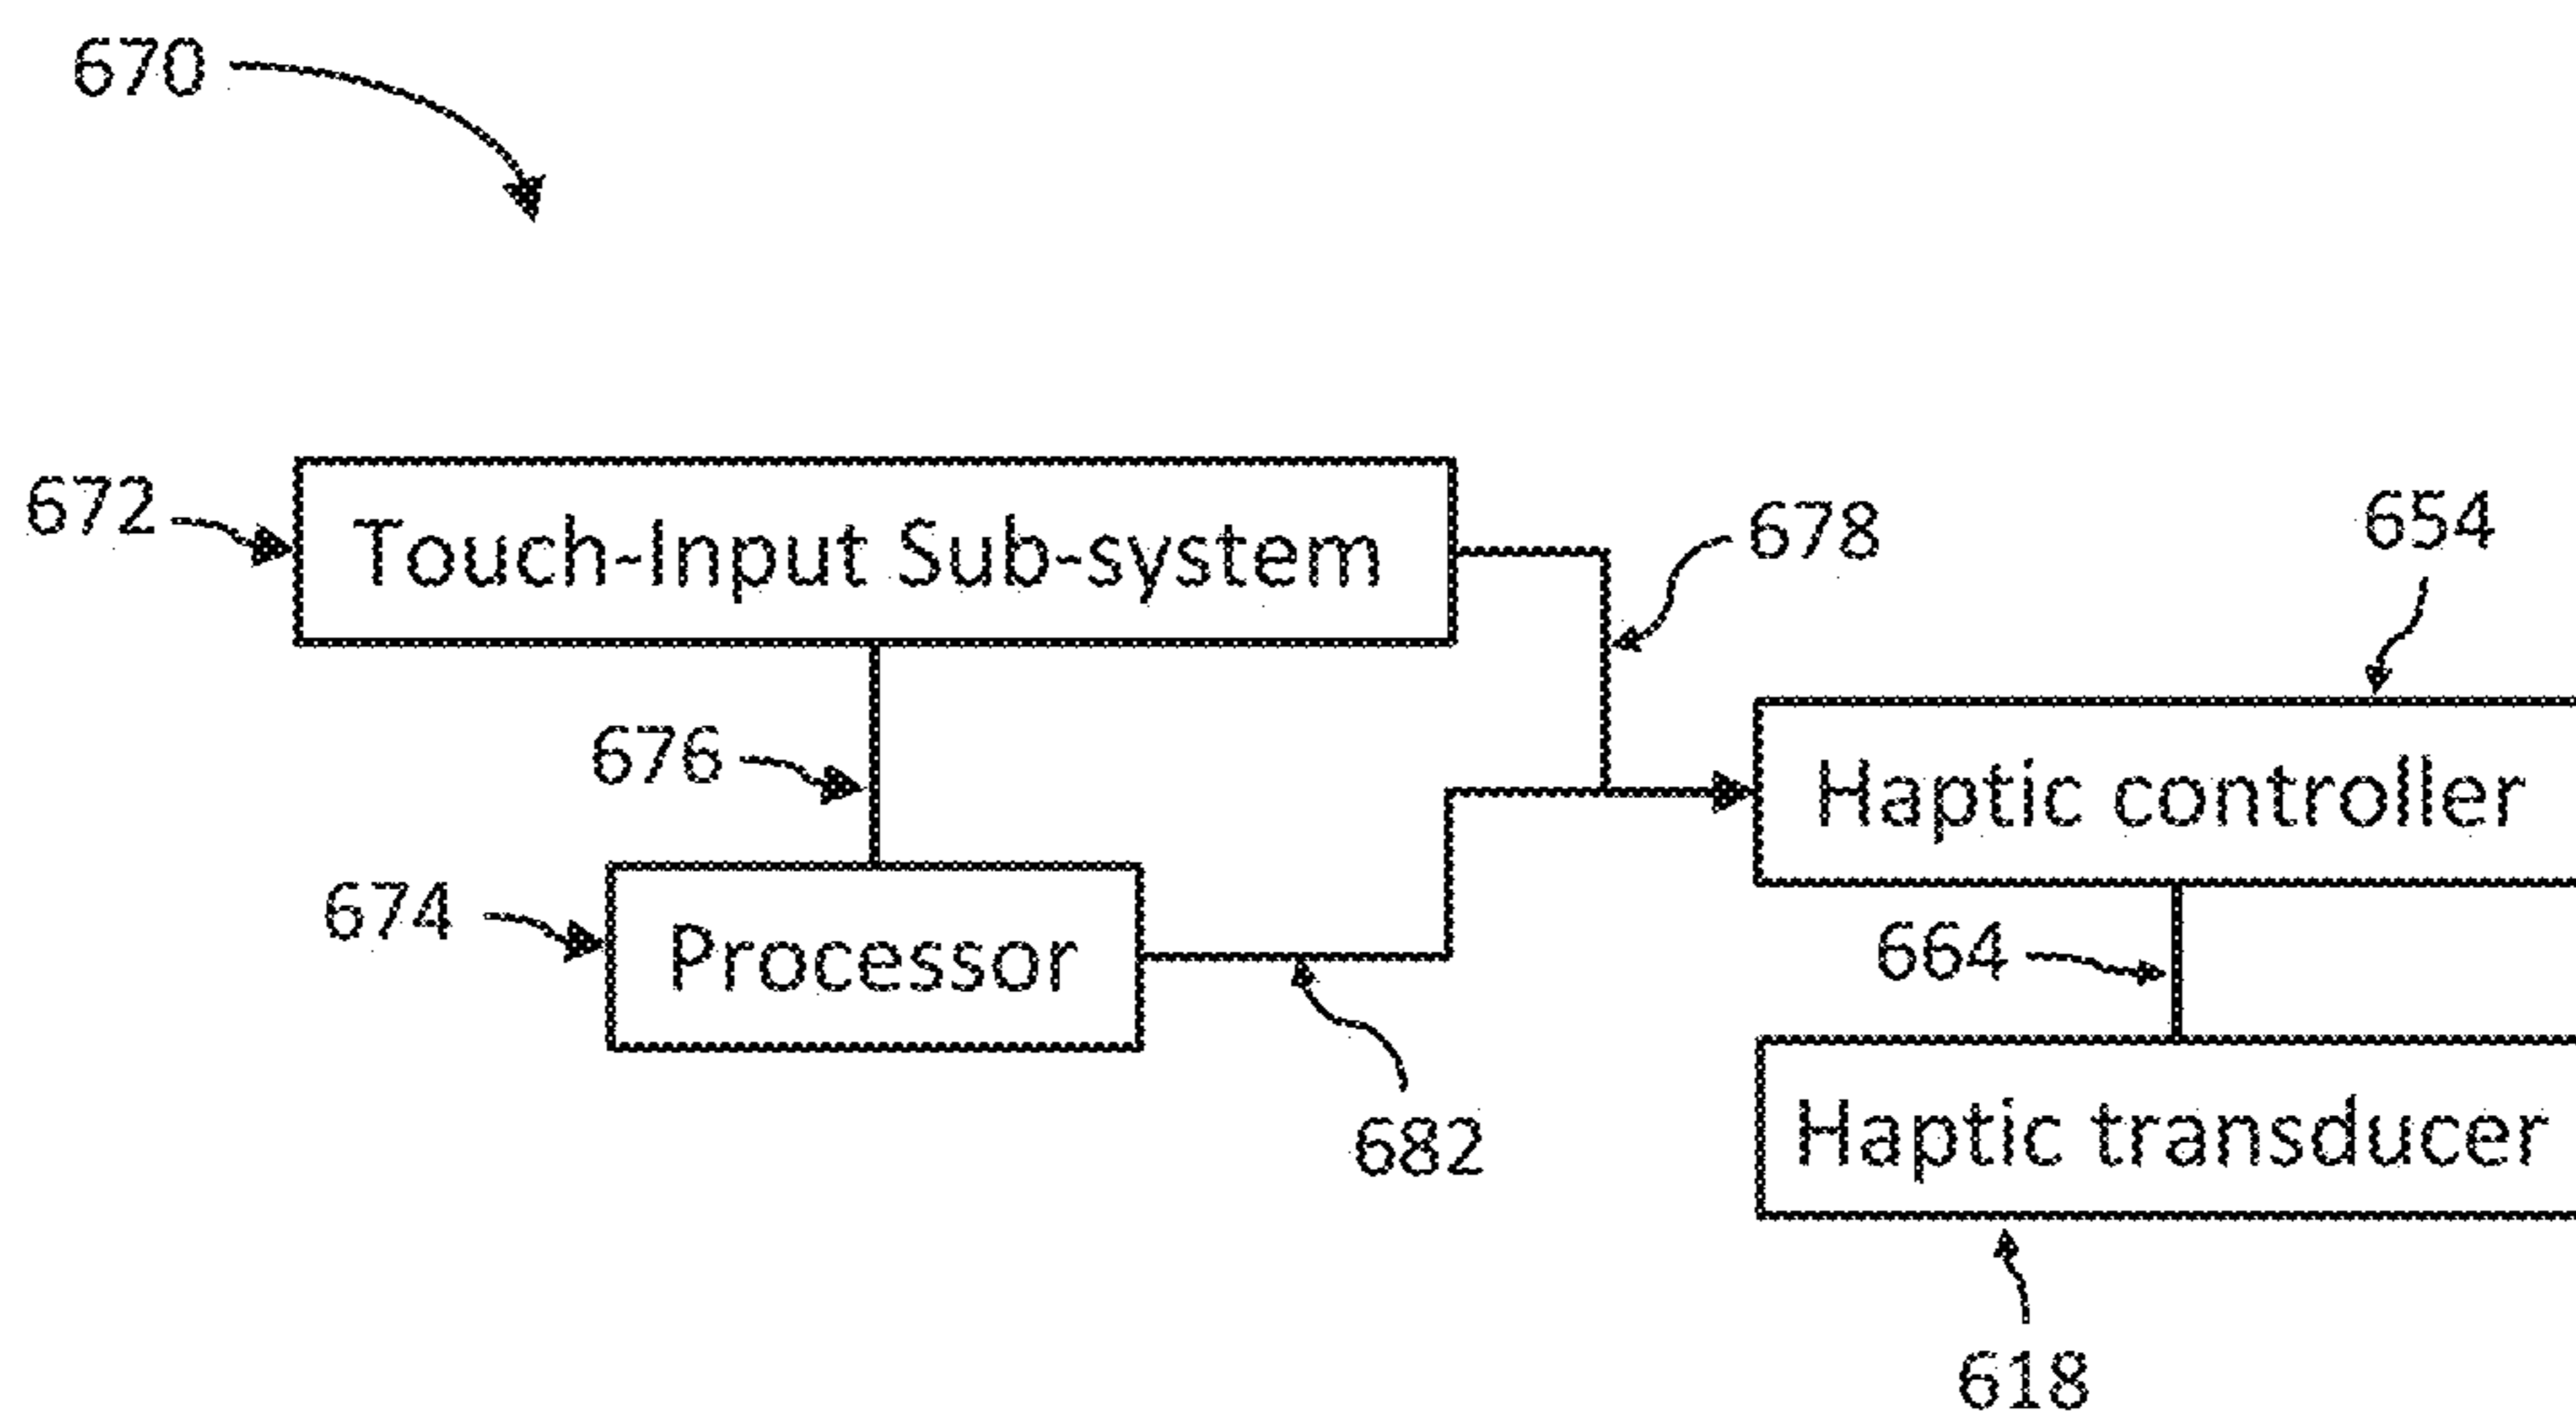 670
672
Touch-Input Sub-system
678
654
676
Haptic controller
674
Processor
664
682
Haptic transducer
618